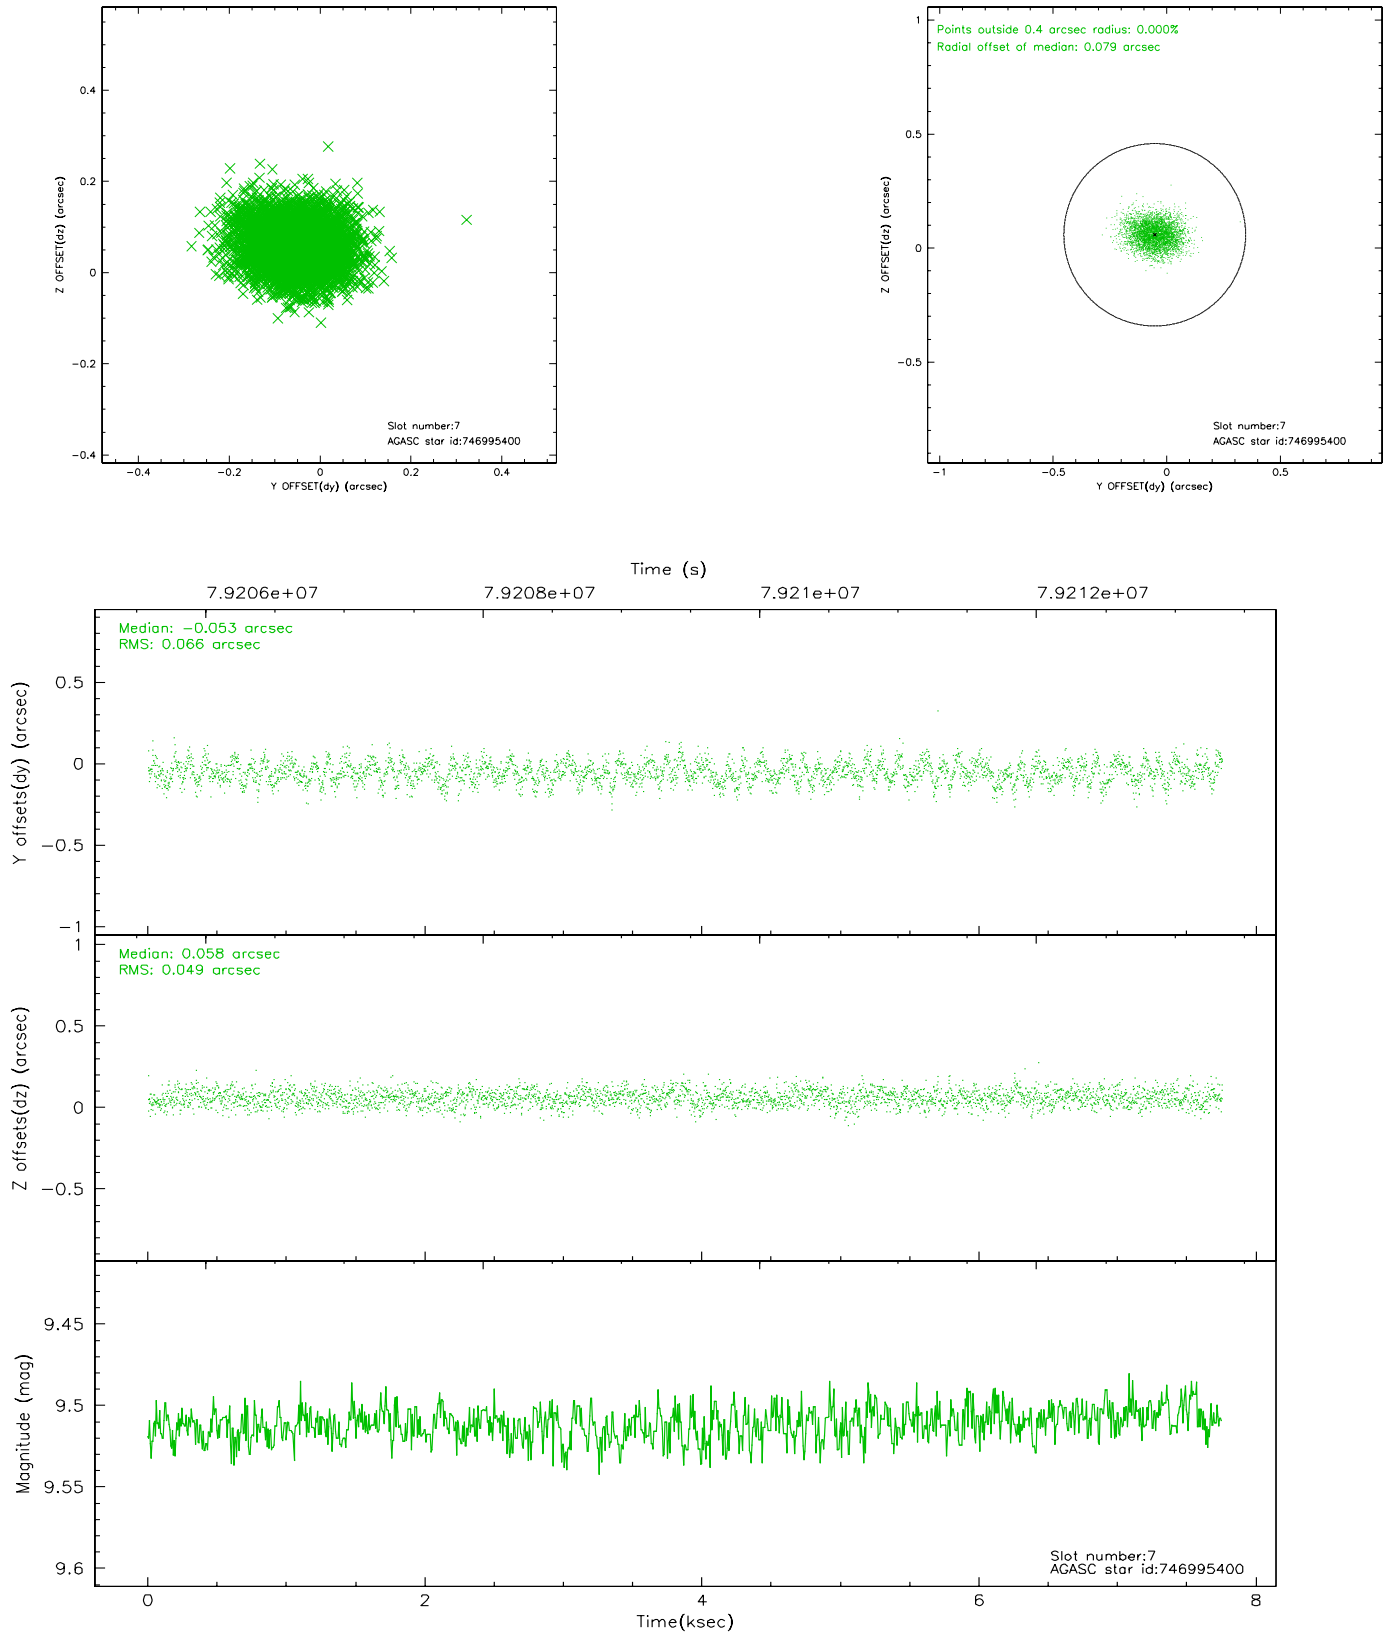 0.4
0.2
0
−0.2
−0.4
Z OFFSET(dz) (arcsec)
Slot number:7
AGASC star id:746995400
−0.4 −0.2 0 0.2 0.4
Y OFFSET(dy) (arcsec)
Points outside 0.4 arcsec radius: 0.000%
Radial offset of median: 0.079 arcsec
1
0.5
0
−0.5
Z OFFSET(dz) (arcsec)
Slot number:7
AGASC star id:746995400
−1 −0.5 0 0.5
Y OFFSET(dy) (arcsec)
Time (s)
7.9206e+07 7.9208e+07 7.921e+07 7.9212e+07
Median: −0.053 arcsec
RMS: 0.066 arcsec
0.5
0
−0.5
−1
Y offsets(dy) (arcsec)
Median: 0.058 arcsec
RMS: 0.049 arcsec
1
0.5
0
−0.5
Z offsets(dz) (arcsec)
9.45
9.5
9.55
9.6
Magnitude (mag)
Slot number:7
AGASC star id:746995400
0 2 4 6 8
Time(ksec)